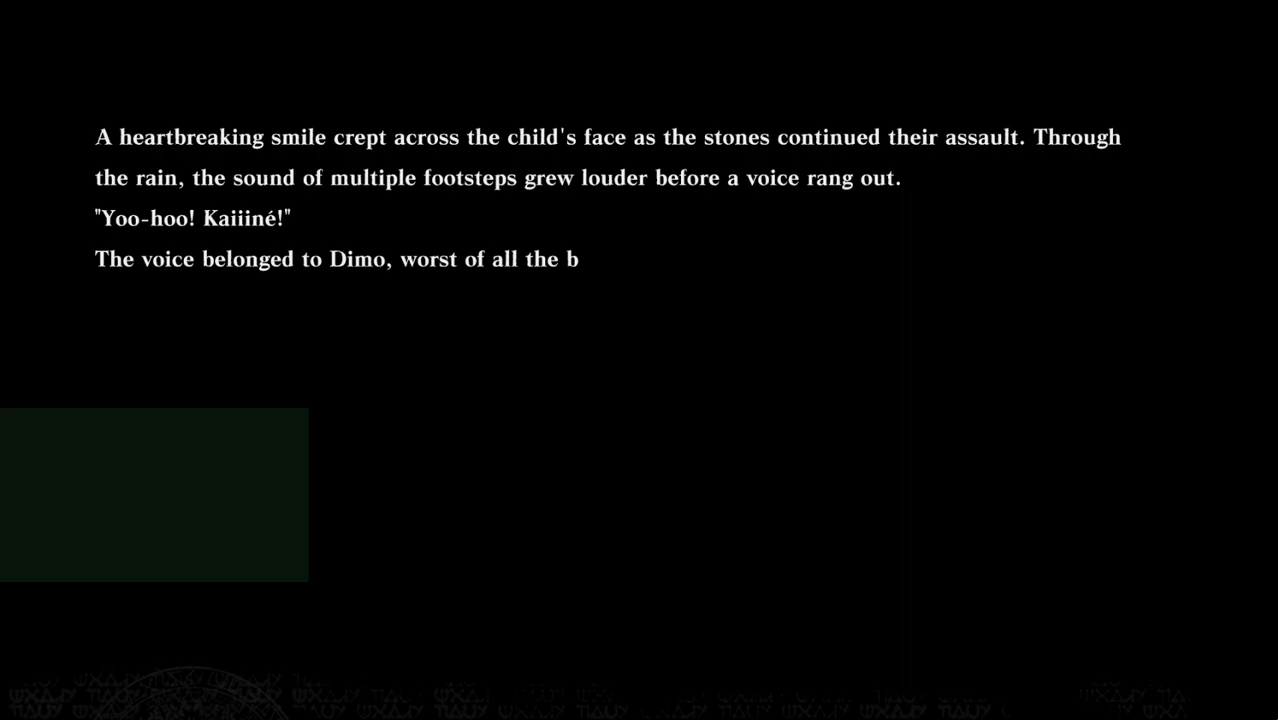 A heartbreaking smile crept across the child's face as the stones continued their assault. Through
the rain, the sound of multiple footsteps grew louder before a voice rang out.
"Yoo-hoo! Kaiiiné!"
The voice belonged to Dimo, worst of all the b